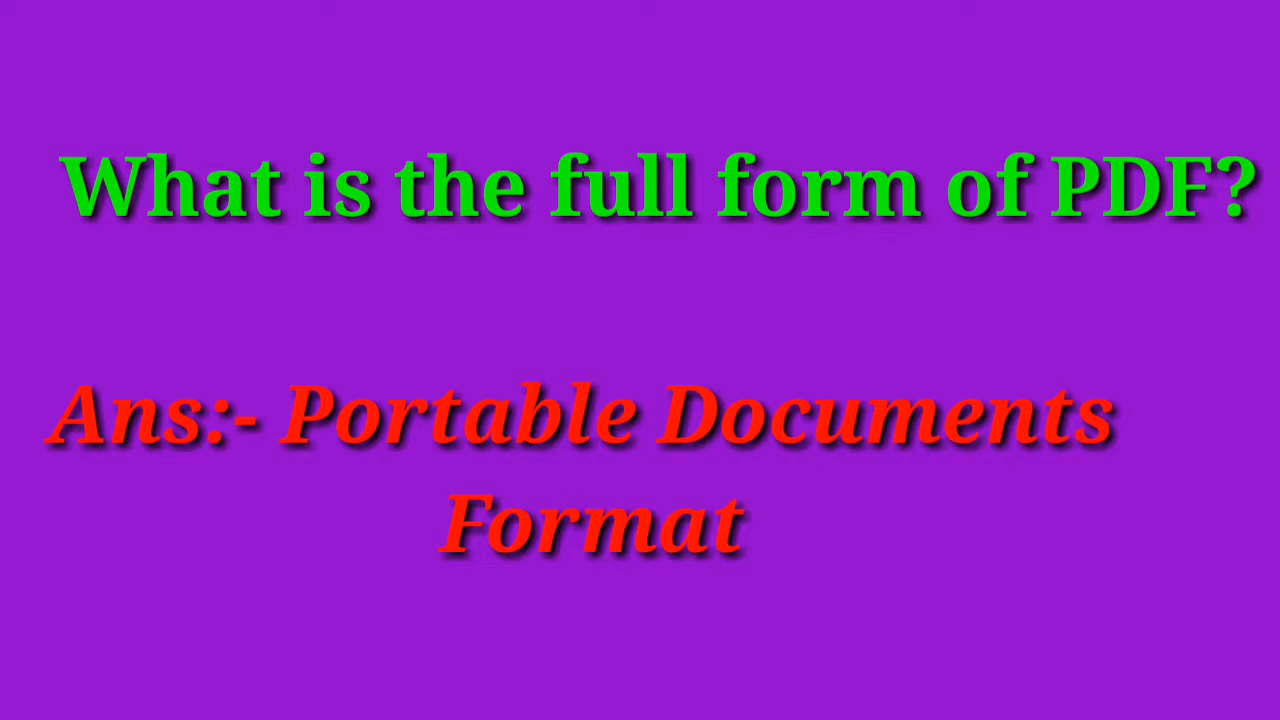 What is the full form of PDF?
Ans:- Portable Documents
Format